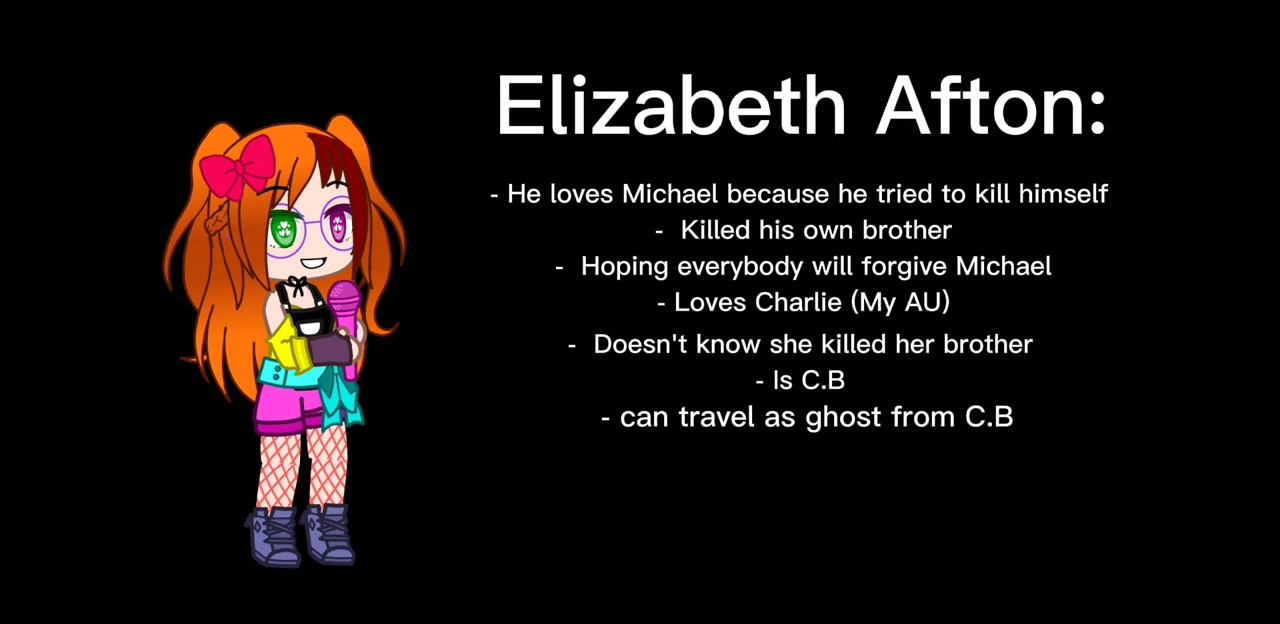 Elizabeth Afton:
- He loves Michael because he tried to kill himself
- Killed his own brother
- Hoping everybody will forgive Michael
- Loves Charlie (My AU)
- Doesn't know she killed her brother
- Is C.B
- can travel as ghost from C.B